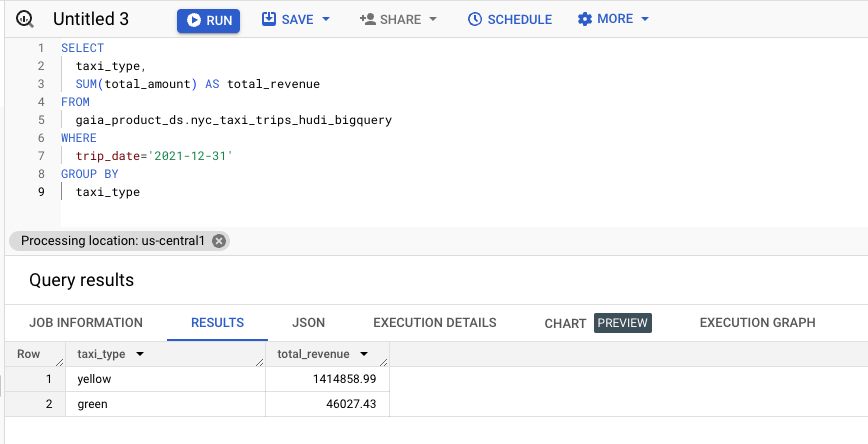 Untitled 3 RUN SAVE SHARE SCHEDULE MORE
1 SELECT
2 taxi_type,
3 SUM(total_amount) AS total_revenue
4 FROM
5 gaia_product_ds.nyc_taxi_trips_hudi_bigquery
6 WHERE
7 trip_date='2021-12-31'
8 GROUP BY
9 taxi_type
Processing location: us-central1
Query results
JOB INFORMATION RESULTS JSON EXECUTION DETAILS CHART PREVIEW EXECUTION GRAPH
Row taxi_type total_revenue
1 yellow 1414858.99
2 green 46027.43